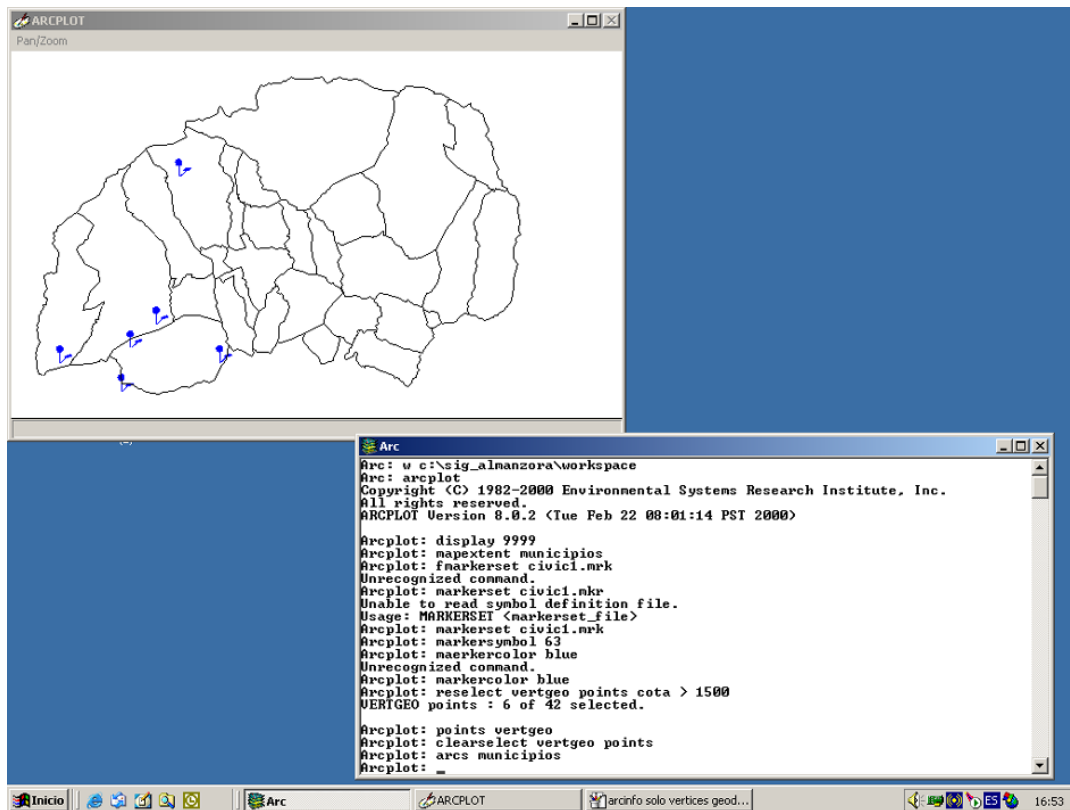 ARCPLOT
Pan/Zoom
Arc
Arc: w c:\sig_almanzora\workspace
Arc: arcplot
Copyright (C) 1982-2000 Environmental Systems Research Institute, Inc.
All rights reserved.
ARCPLOT Version 8.0.2 (Tue Feb 22 08:01:14 PST 2000)
Arcplot: display 9999
Arcplot: mapextent municipios
Arcplot: fmarkerset civic1.mrk
Unrecognized command.
Arcplot: markerset civic1.mkr
Unable to read symbol definition file.
Usage: MARKERSET <markerset_file>
Arcplot: markerset civic1.mrk
Arcplot: markersymbol 63
Arcplot: maerkercolor blue
Unrecognized command.
Arcplot: markercolor blue
Arcplot: reselect vertgeo points cota > 1500
VERTGEO points : 6 of 42 selected.
Arcplot: points vertgeo
Arcplot: clearselect vertgeo points
Arcplot: arcs municipios
Arcplot: _
Inicio
Arc
ARCPLOT
arcinfo solo vertices geod...
ES
16:53